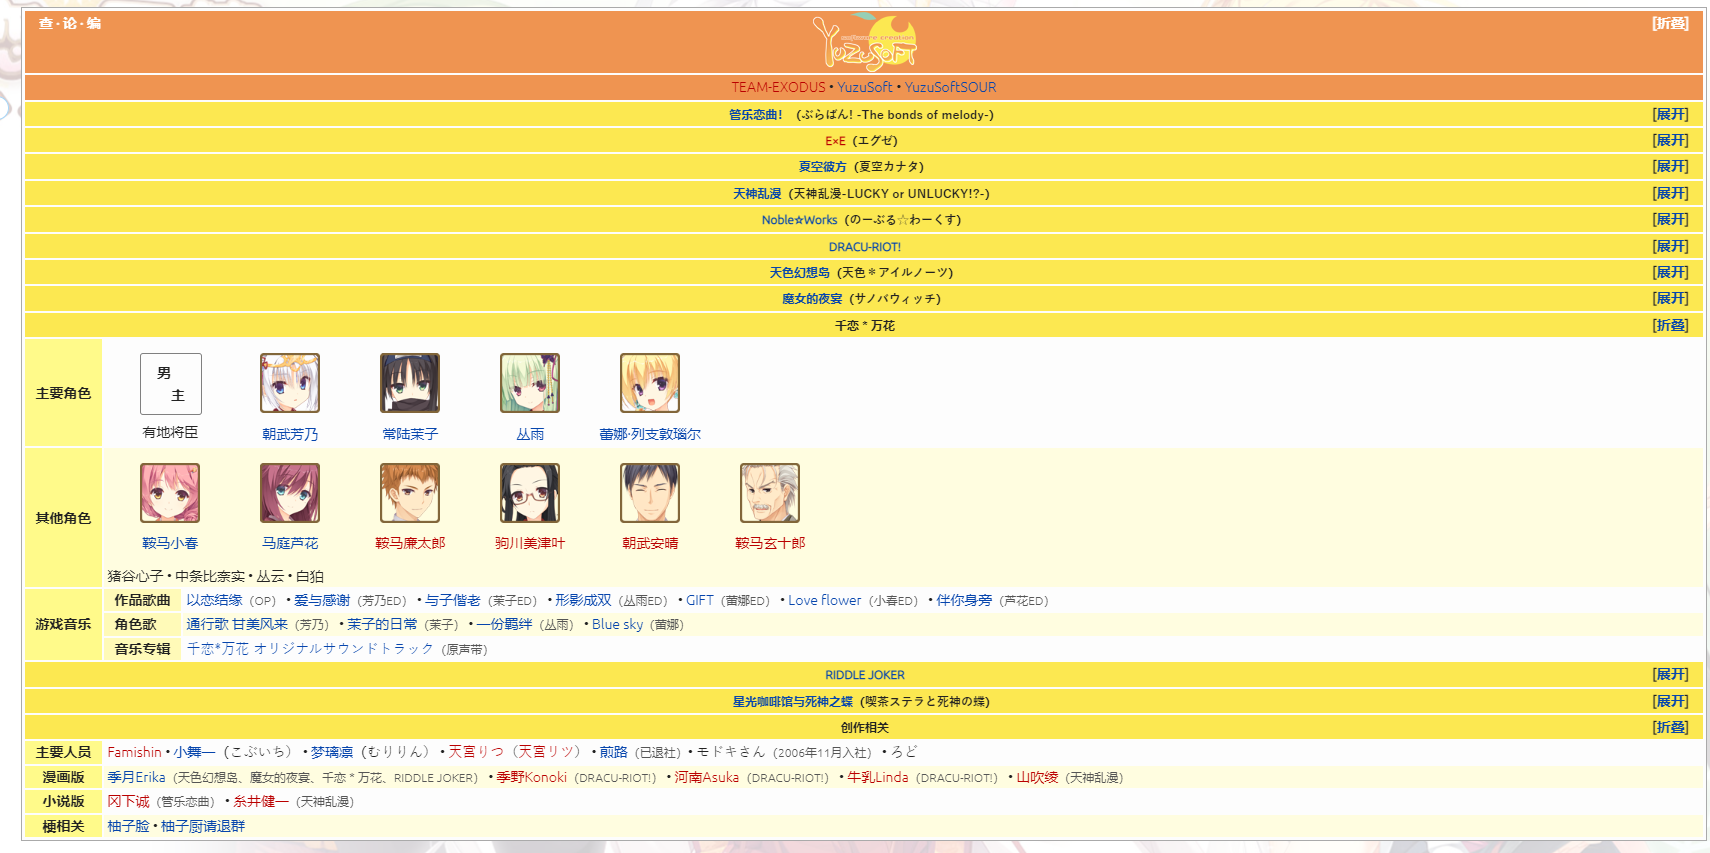 查·论·编
software creation
YUZUSOFT
[折叠]
TEAM-EXODUS • YuzuSoft • YuzuSoftSOUR
管乐恋曲! (ぶらばん! -The bonds of melody-) [展开]
E×E (エグゼ) [展开]
夏空彼方 (夏空カナタ) [展开]
天神乱漫 (天神乱漫-LUCKY or UNLUCKY!?-) [展开]
Noble☆Works (のーぶる☆わーくす) [展开]
DRACU-RIOT! [展开]
天色幻想岛 (天色＊アイルノーツ) [展开]
魔女的夜宴 (サノバウィッチ) [展开]
千恋 * 万花 [折叠]
主要角色
男
主
有地将臣 朝武芳乃 常陆茉子 丛雨 蕾娜·列支敦瑙尔
其他角色
鞍马小春 马庭芦花 鞍马廉太郎 驹川美津叶 朝武安晴 鞍马玄十郎
猪谷心子 • 中条比奈实 • 丛云 • 白狛
游戏音乐
作品歌曲 以恋结缘（OP） • 爱与感谢（芳乃ED） • 与子偕老（茉子ED） • 形影成双（丛雨ED） • GIFT（蕾娜ED） • Love flower（小春ED） • 伴你身旁（芦花ED）
角色歌 通行歌 甘美风来（芳乃） • 茉子的日常（茉子） • 一份羁绊（丛雨） • Blue sky（蕾娜）
音乐专辑 千恋*万花 オリジナルサウンドトラック（原声带）
RIDDLE JOKER [展开]
星光咖啡馆与死神之蝶 (喫茶ステラと死神の蝶) [展开]
创作相关 [折叠]
主要人员 Famishin • 小舞一（こぶいち） • 梦璃凛（むりりん） • 天宮りつ（天宮リツ） • 煎路（已退社） • モドキさん（2006年11月入社） • ろど
漫画版 季月Erika（天色幻想岛、魔女的夜宴、千恋＊万花、RIDDLE JOKER） • 季野Konoki（DRACU-RIOT!） • 河南Asuka（DRACU-RIOT!） • 牛乳Linda（DRACU-RIOT!） • 山吹绫（天神乱漫）
小说版 冈下诚（管乐恋曲） • 糸井健一（天神乱漫）
梗相关 柚子脸 • 柚子厨请退群